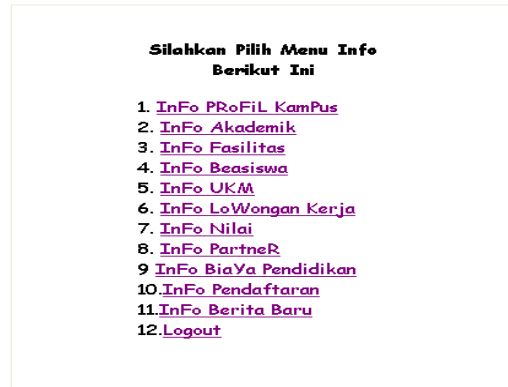 Silahkan Pilih Menu Info
Berikut Ini
1. InFo PRoFiL KamPus
2. InFo Akademik
3. InFo Fasilitas
4. InFo Beasiswa
5. InFo UKM
6. InFo LoWongan Kerja
7. InFo Nilai
8. InFo PartneR
9 InFo BiaYa Pendidikan
10.InFo Pendaftaran
11.InFo Berita Baru
12.Logout